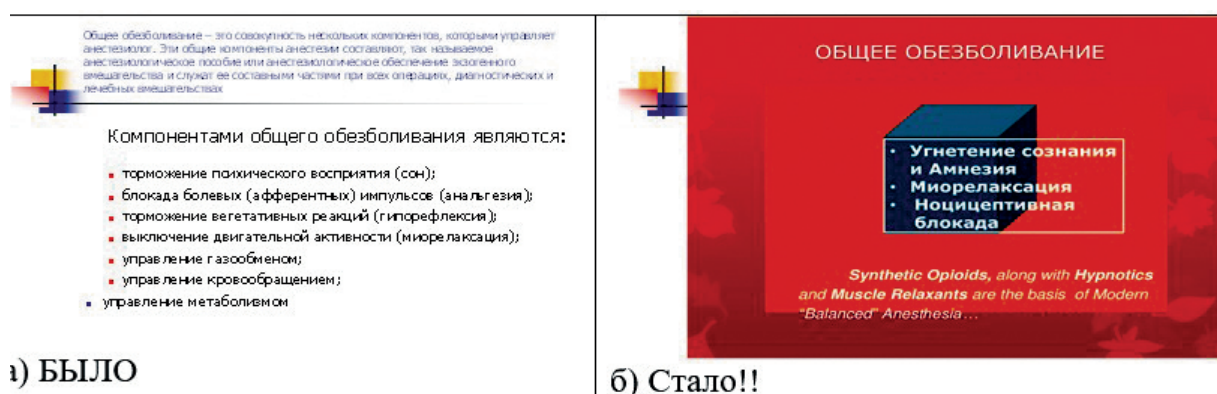 Общее обезболивание – это совокупность нескольких компонентов, которыми управляет
анестезиолог. Эти общие компоненты анестезии составляют, так называемое
анестезиологическое пособие или анестезиологическое обеспечение экзогенного
вмешательства и служат ее составными частями при всех операциях, диагностических и
лечебных вмешательствах
Компонентами общего обезболивания являются:
торможение психического восприятия (сон);
блокада болевых (афферентных) импульсов (анальгезия);
торможение вегетативных реакций (гипорефлексия);
выключение двигательной активности (миорелаксация);
управление газообменом;
управление кровообращением;
управление метаболизмом
а) БЫЛО
ОБЩЕЕ ОБЕЗБОЛИВАНИЕ
• Угнетение сознания
и Амнезия
• Миорелаксация
• Ноцицептивная
блокада
Synthetic Opioids, along with Hypnotics
and Muscle Relaxants are the basis of Modern
"Balanced" Anesthesia…
б) Стало!!